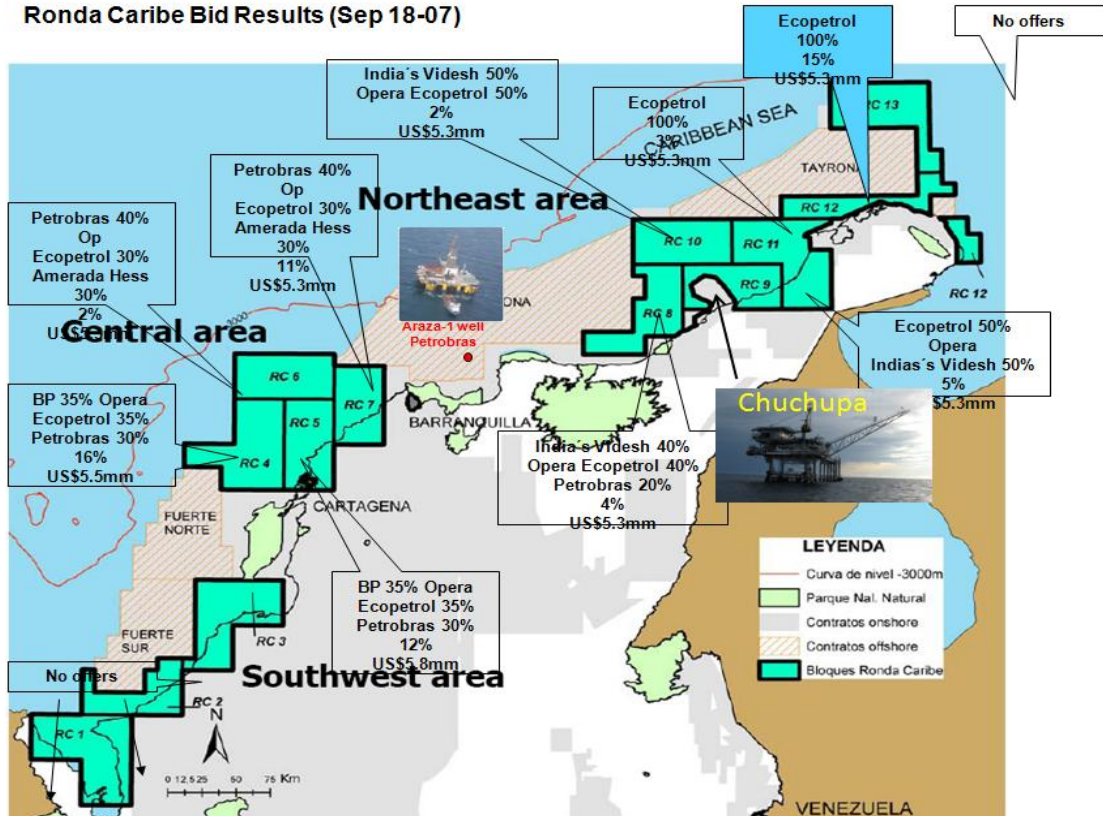 Ronda Caribe Bid Results (Sep 18-07)
Ecopetrol
100%
15%
US$5.3mm
No offers
India´s Videsh 50%
Opera Ecopetrol 50%
2%
US$5.3mm
Ecopetrol
100%
3%
US$5.3mm
CARIBBEAN SEA
RC 13
TAYRONA
Petrobras 40%
Op
Ecopetrol 30%
Amerada Hess
30%
11%
US$5.3mm
Northeast area
RC 12
Petrobras 40%
Op
Ecopetrol 30%
Amerada Hess
30%
2%
3000
RC 10
RC 11
RC 9
RC 8
RC 12
Araza-1 well
Petrobras
Central area
Ecopetrol 50%
Opera
Indias´s Videsh 50%
5%
$5.3mm
RC 6
RC 7
BP 35% Opera
Ecopetrol 35%
Petrobras 30%
16%
US$5.5mm
RC 5
RC 4
BARRANQUILLA
Chuchupa
India´s Videsh 40%
Opera Ecopetrol 40%
Petrobras 20%
4%
US$5.3mm
CARTAGENA
FUERTE
NORTE
BP 35% Opera
Ecopetrol 35%
Petrobras 30%
12%
US$5.8mm
LEYENDA
Curva de nivel -3000m
Parque Nal. Natural
Contratos onshore
Contratos offshore
Bloques Ronda Caribe
FUERTE
SUR
RC 3
No offers
Southwest area
RC 2
RC 1
N
0 12,5 25 50 75 Km
VENEZUELA